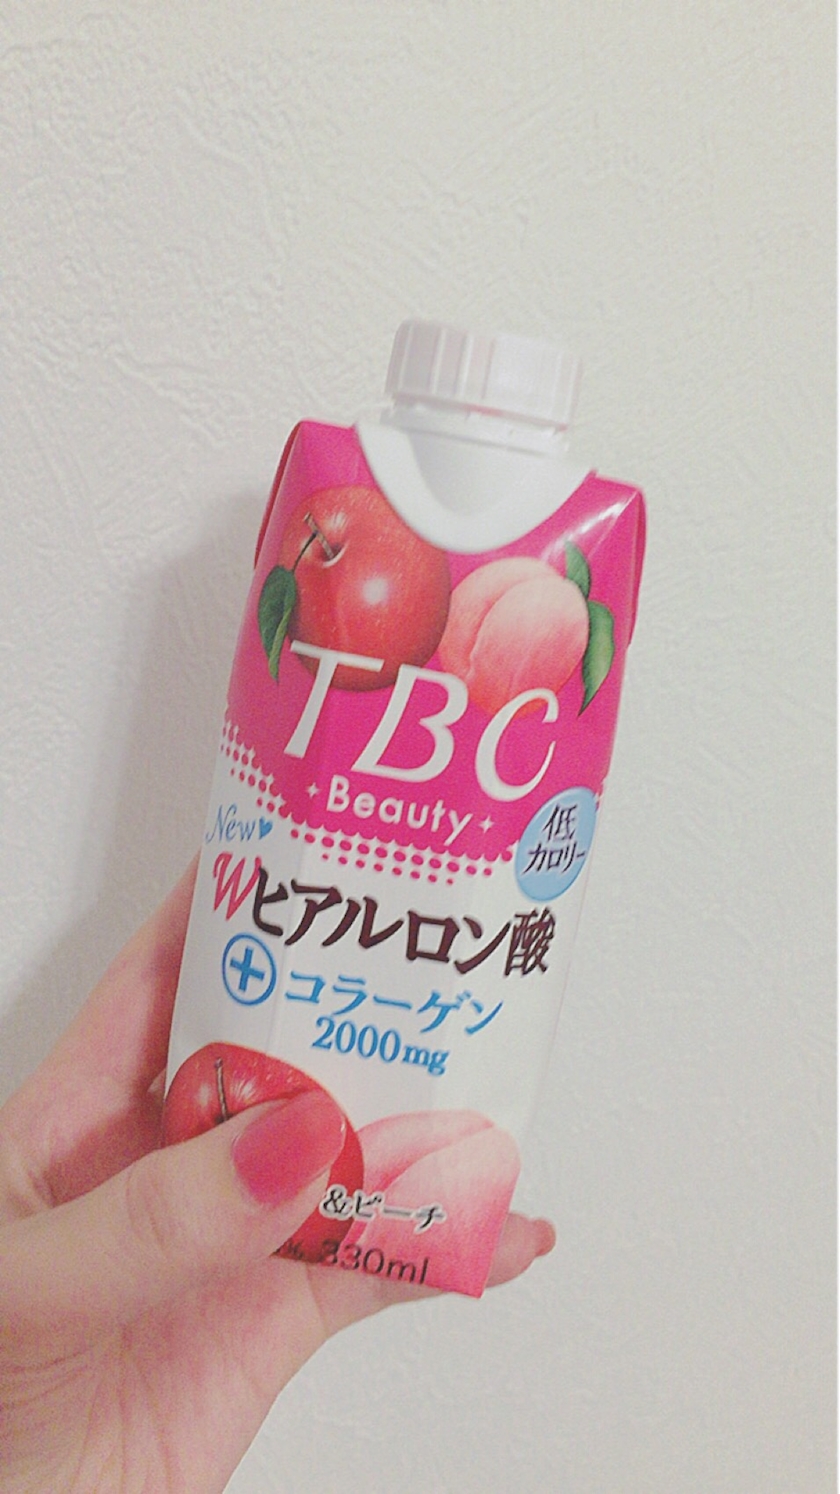 TBC
Beauty
低
カロリー
New
Wヒアルロン酸
+コラーゲン
2000mg
&ピーチ
% 330ml